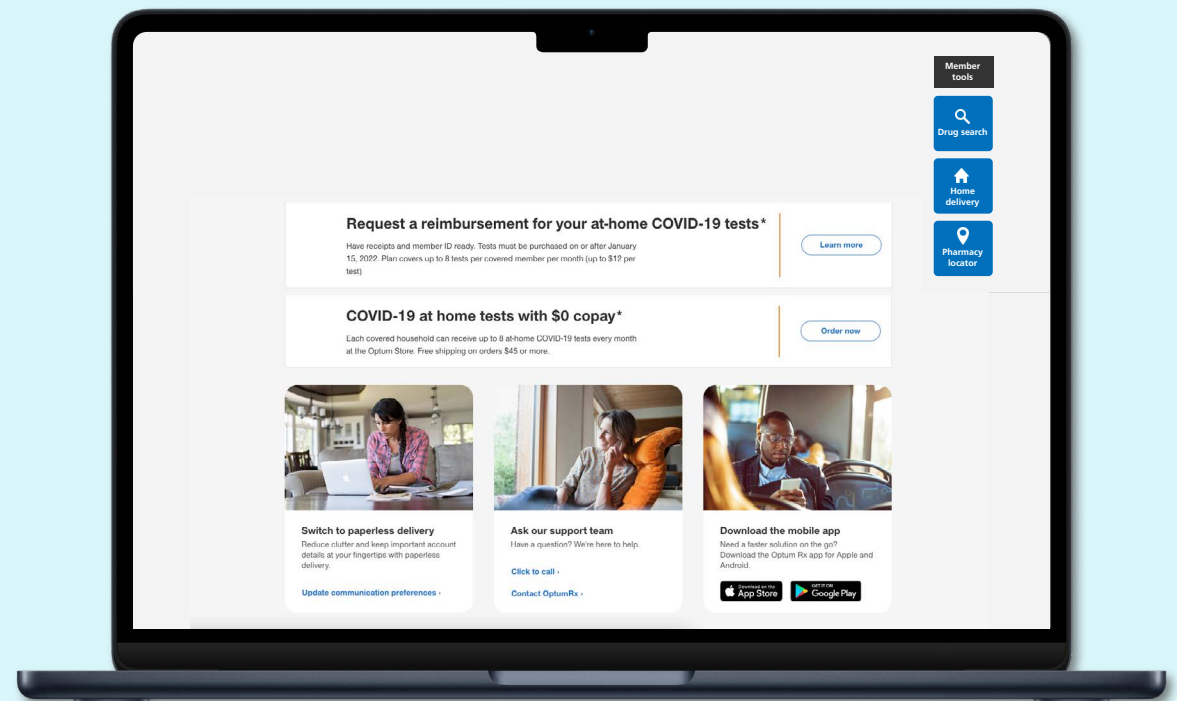 Member
tools
Drug search
Home
delivery
Pharmacy
locator
Request a reimbursement for your at-home COVID-19 tests*
Have receipts and member ID ready. Tests must be purchased on or after January
15, 2022. Plan covers up to 8 tests per covered member per month (up to $12 per
test)
Learn more
COVID-19 at home tests with $0 copay*
Each covered household can receive up to 8 at-home COVID-19 tests every month
at the Optum Store. Free shipping on orders $45 or more.
Order now
Switch to paperless delivery
Reduce clutter and keep important account
details at your fingertips with paperless
delivery.
Update communication preferences ›
Ask our support team
Have a question? We're here to help.
Click to call ›
Contact OptumRx ›
Download the mobile app
Need a faster solution on the go?
Download the Optum Rx app for Apple and
Android.
Download on the
App Store
GET IT ON
Google Play